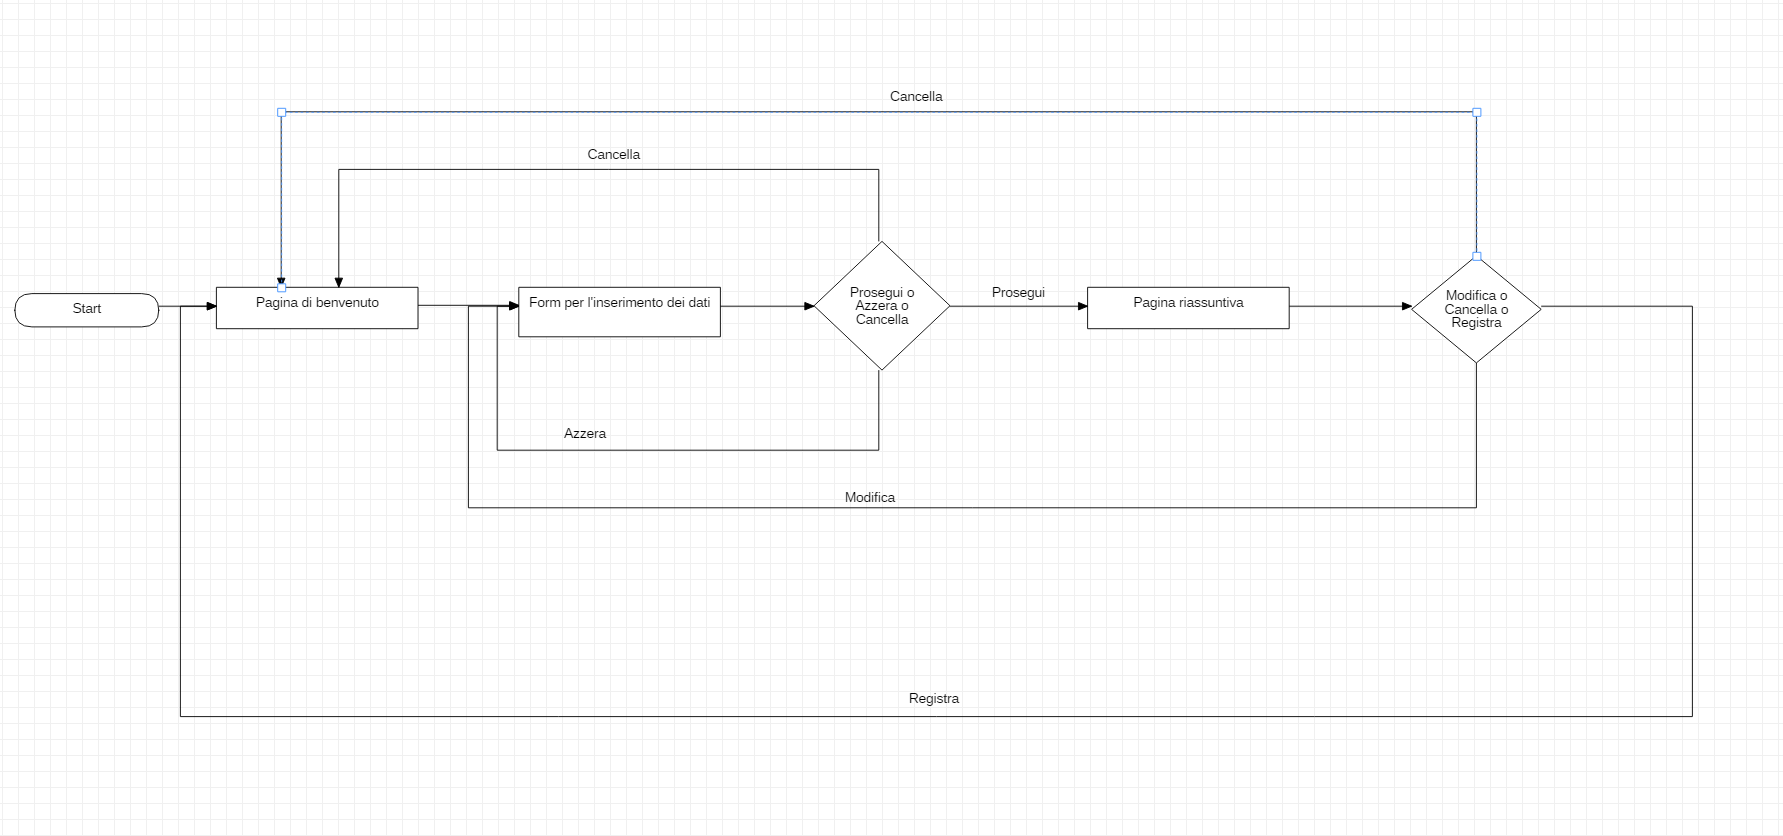 Cancella
Cancella
Start
Pagina di benvenuto
Form per l'inserimento dei dati
Prosegui o
Azzera o
Cancella
Prosegui
Pagina riassuntiva
Modifica o
Cancella o
Registra
Azzera
Modifica
Registra